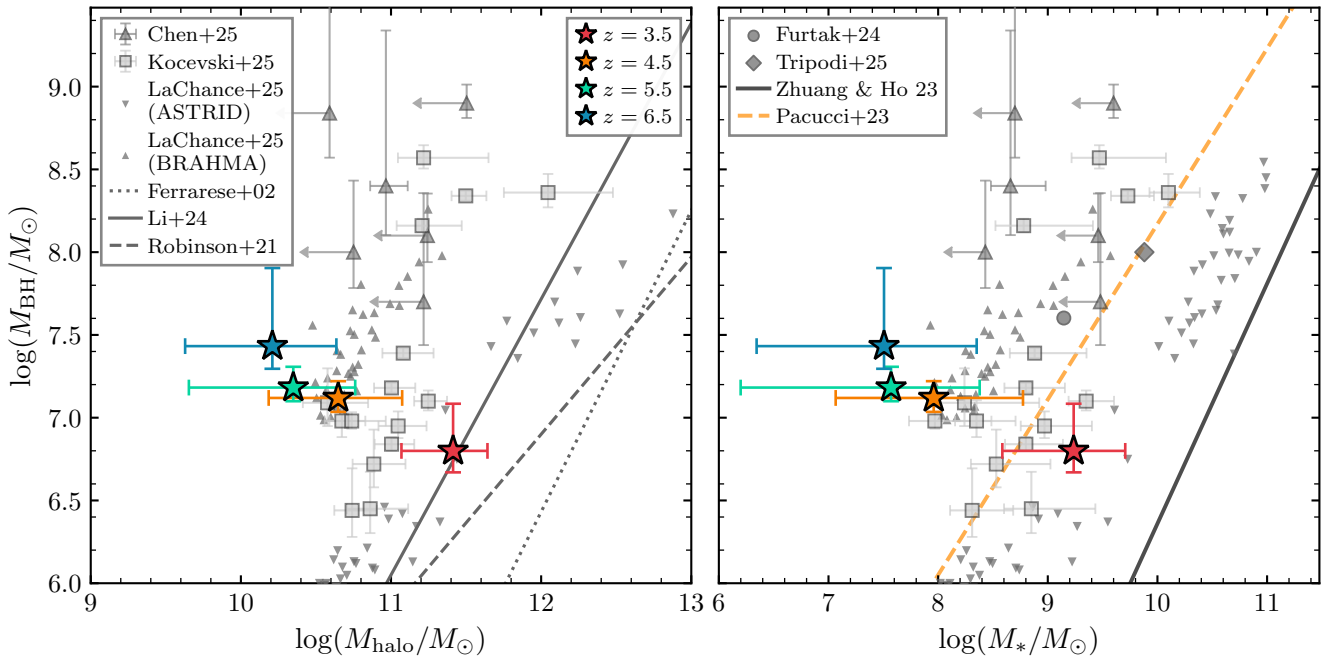 Chen+25
Kocevski+25
LaChance+25
(ASTRID)
LaChance+25
(BRAHMA)
Ferrarese+02
Li+24
Robinson+21
z = 3.5
z = 4.5
z = 5.5
z = 6.5
Furtak+24
Tripodi+25
Zhuang & Ho 23
Pacucci+23
log(M_BH/M_⊙)
9.0
8.5
8.0
7.5
7.0
6.5
6.0
9 10 11 12 13
6 7 8 9 10 11
log(M_halo/M_⊙)
log(M_*/M_⊙)